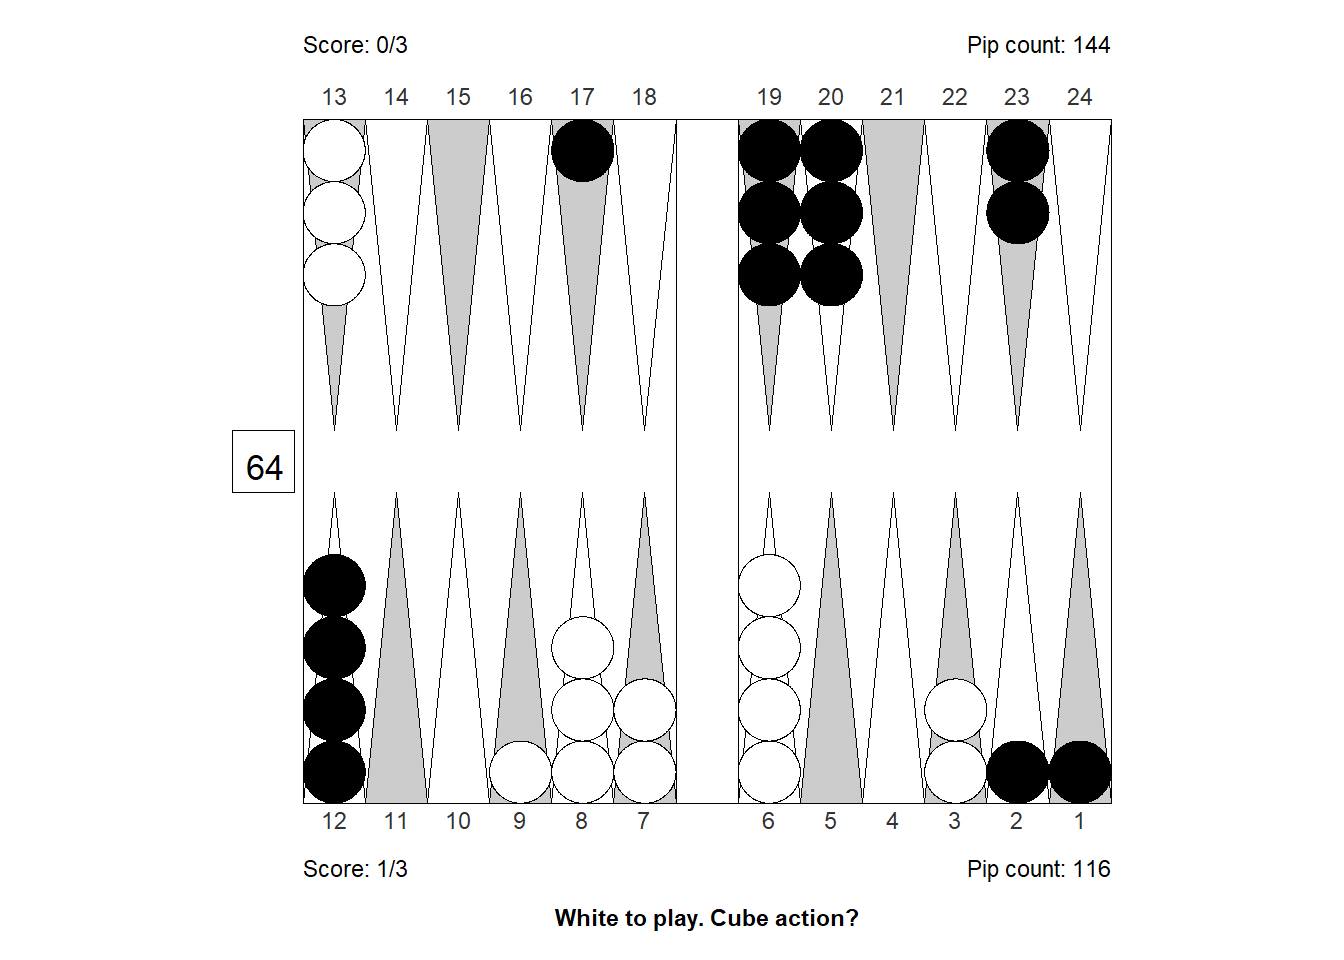 Score: 0/3 Pip count: 144
13 14 15 16 17 18 19 20 21 22 23 24
64
12 11 10 9 8 7 6 5 4 3 2 1
Score: 1/3 Pip count: 116
White to play. Cube action?